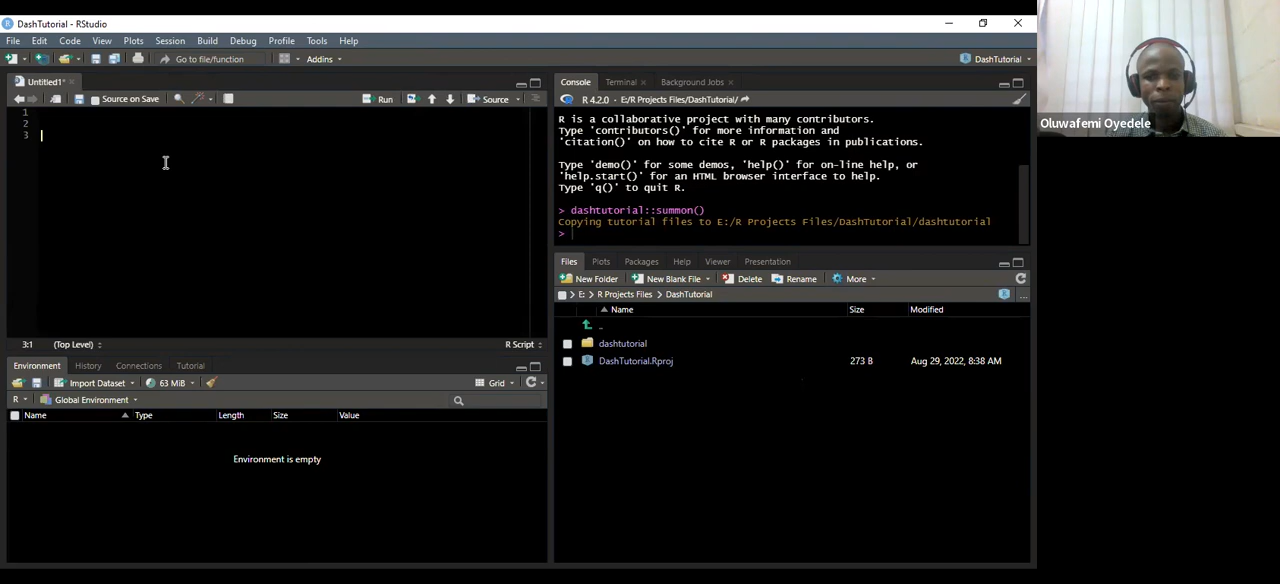 DashTutorial - RStudio
File Edit Code View Plots Session Build Debug Profile Tools Help
Go to file/function Addins DashTutorial
Untitled1*
Source on Save Run Source
1
2
3
3:1 (Top Level) R Script
Environment History Connections Tutorial
Import Dataset 63 MiB Grid
R Global Environment
Name Type Length Size Value
Environment is empty
Console Terminal Background Jobs
R 4.2.0 · E:/R Projects Files/DashTutorial/
R is a collaborative project with many contributors.
Type 'contributors()' for more information and
'citation()' on how to cite R or R packages in publications.
Type 'demo()' for some demos, 'help()' for on-line help, or
'help.start()' for an HTML browser interface to help.
Type 'q()' to quit R.
> dashtutorial::summon()
Copying tutorial files to E:/R Projects Files/DashTutorial/dashtutorial
>
Files Plots Packages Help Viewer Presentation
New Folder New Blank File Delete Rename More
E: > R Projects Files > DashTutorial
Name Size Modified
..
dashtutorial
DashTutorial.Rproj 273 B Aug 29, 2022, 8:38 AM
Oluwafemi Oyedele